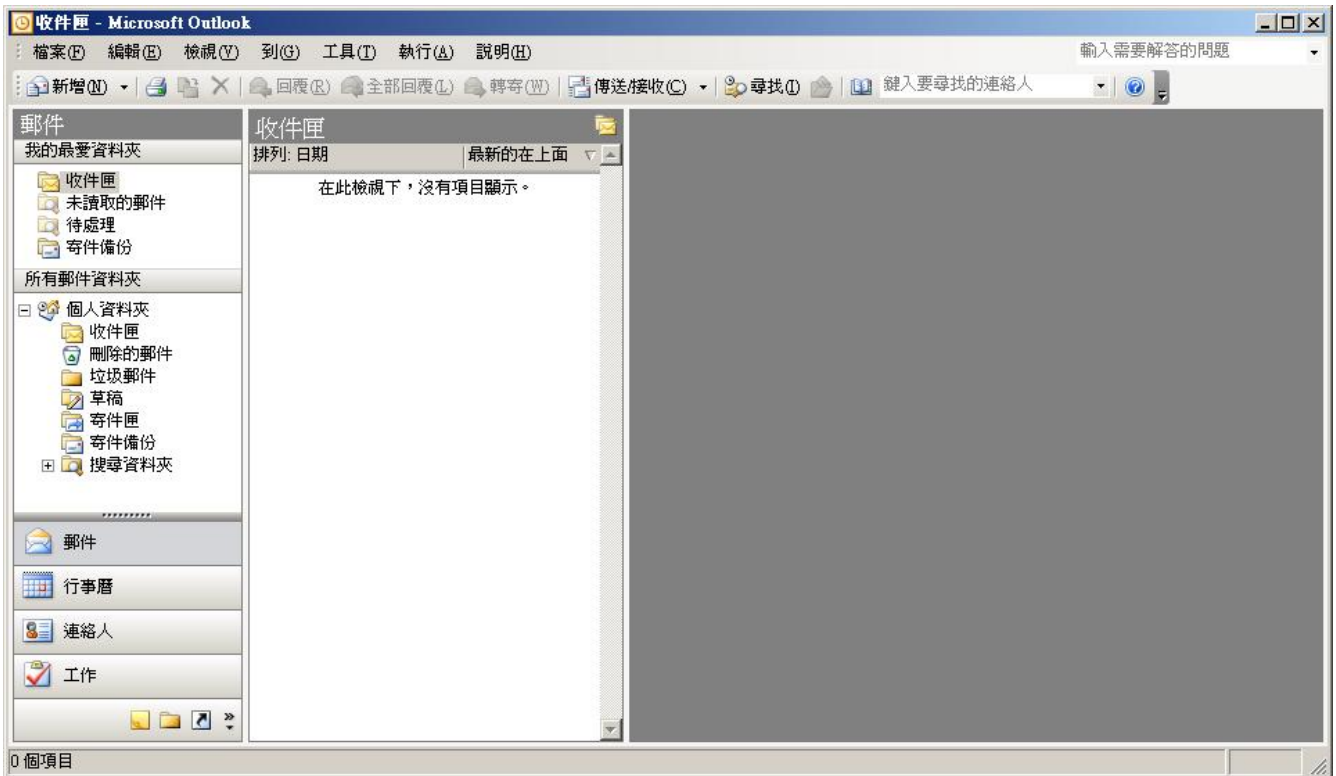 收件匣 - Microsoft Outlook
檔案(F) 編輯(E) 檢視(V) 到(G) 工具(T) 執行(A) 說明(H) 輸入需要解答的問題
新增(N) 回覆(R) 全部回覆(L) 轉寄(W) 傳送/接收(C) 尋找(I) 鍵入要尋找的連絡人
郵件
我的最愛資料夾
收件匣
未讀取的郵件
待處理
寄件備份
所有郵件資料夾
個人資料夾
收件匣
刪除的郵件
垃圾郵件
草稿
寄件匣
寄件備份
搜尋資料夾
郵件
行事曆
連絡人
工作
收件匣
排列: 日期 最新的在上面
在此檢視下，沒有項目顯示。
0 個項目